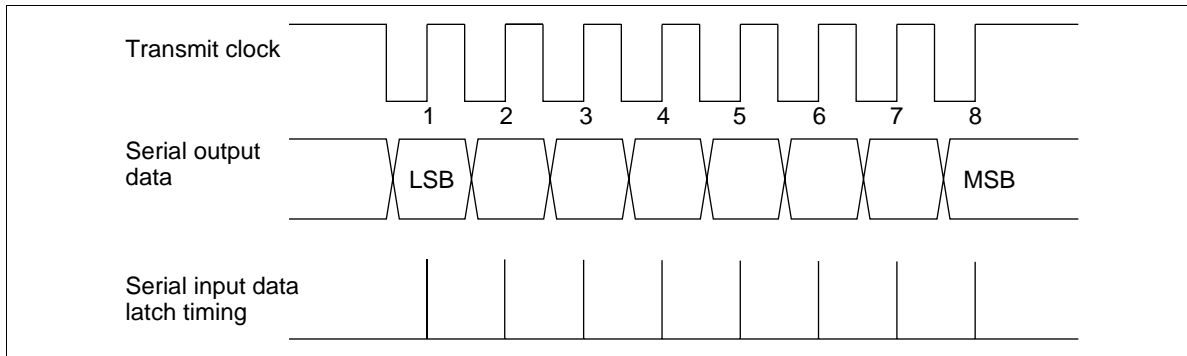 Transmit clock
1 2 3 4 5 6 7 8
Serial output
data
LSB MSB
Serial input data
latch timing